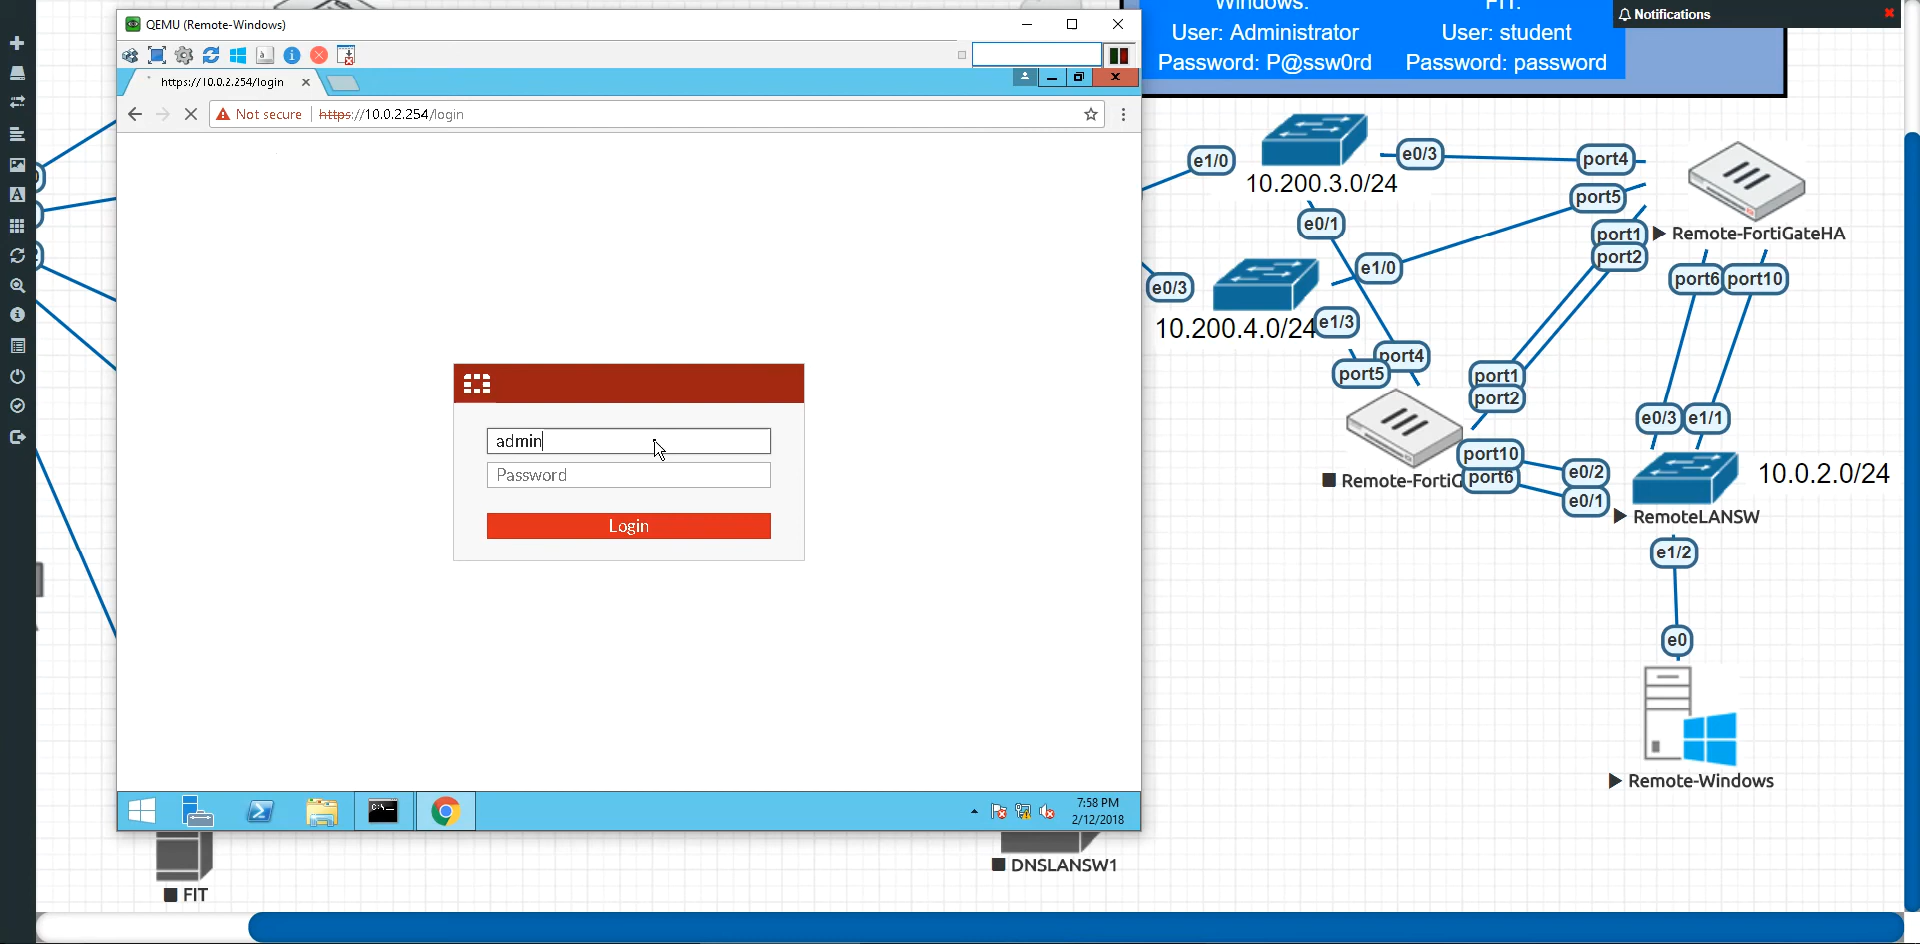 QEMU (Remote-Windows)
https://10.0.2.254/login
Not secure
https://10.0.2.254/login
admin
Password
Login
7:58 PM
2/12/2018
Windows:
User: Administrator
Password: P@ssw0rd
FIT:
User: student
Password: password
Notifications
e1/0
e0/3
port4
10.200.3.0/24
port5
e0/1
port1
Remote-FortiGateHA
port2
e1/0
port6
port10
e0/3
10.200.4.0/24
e1/3
port4
port5
port1
port2
e0/3
e1/1
port10
e0/2
10.0.2.0/24
Remote-FortiG
port6
e0/1
RemoteLANSW
e1/2
e0
Remote-Windows
DNSLANSW1
FIT